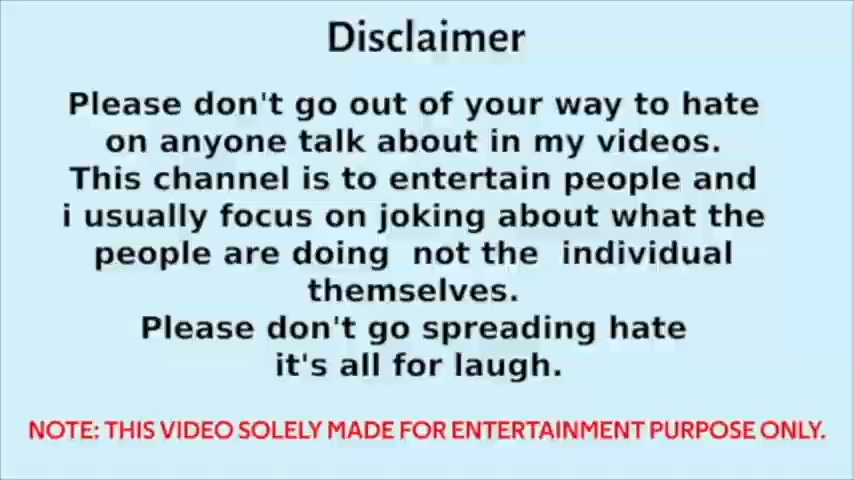 Disclaimer
Please don't go out of your way to hate
on anyone talk about in my videos.
This channel is to entertain people and
i usually focus on joking about what the
people are doing not the individual
themselves.
Please don't go spreading hate
it's all for laugh.
NOTE: THIS VIDEO SOLELY MADE FOR ENTERTAINMENT PURPOSE ONLY.